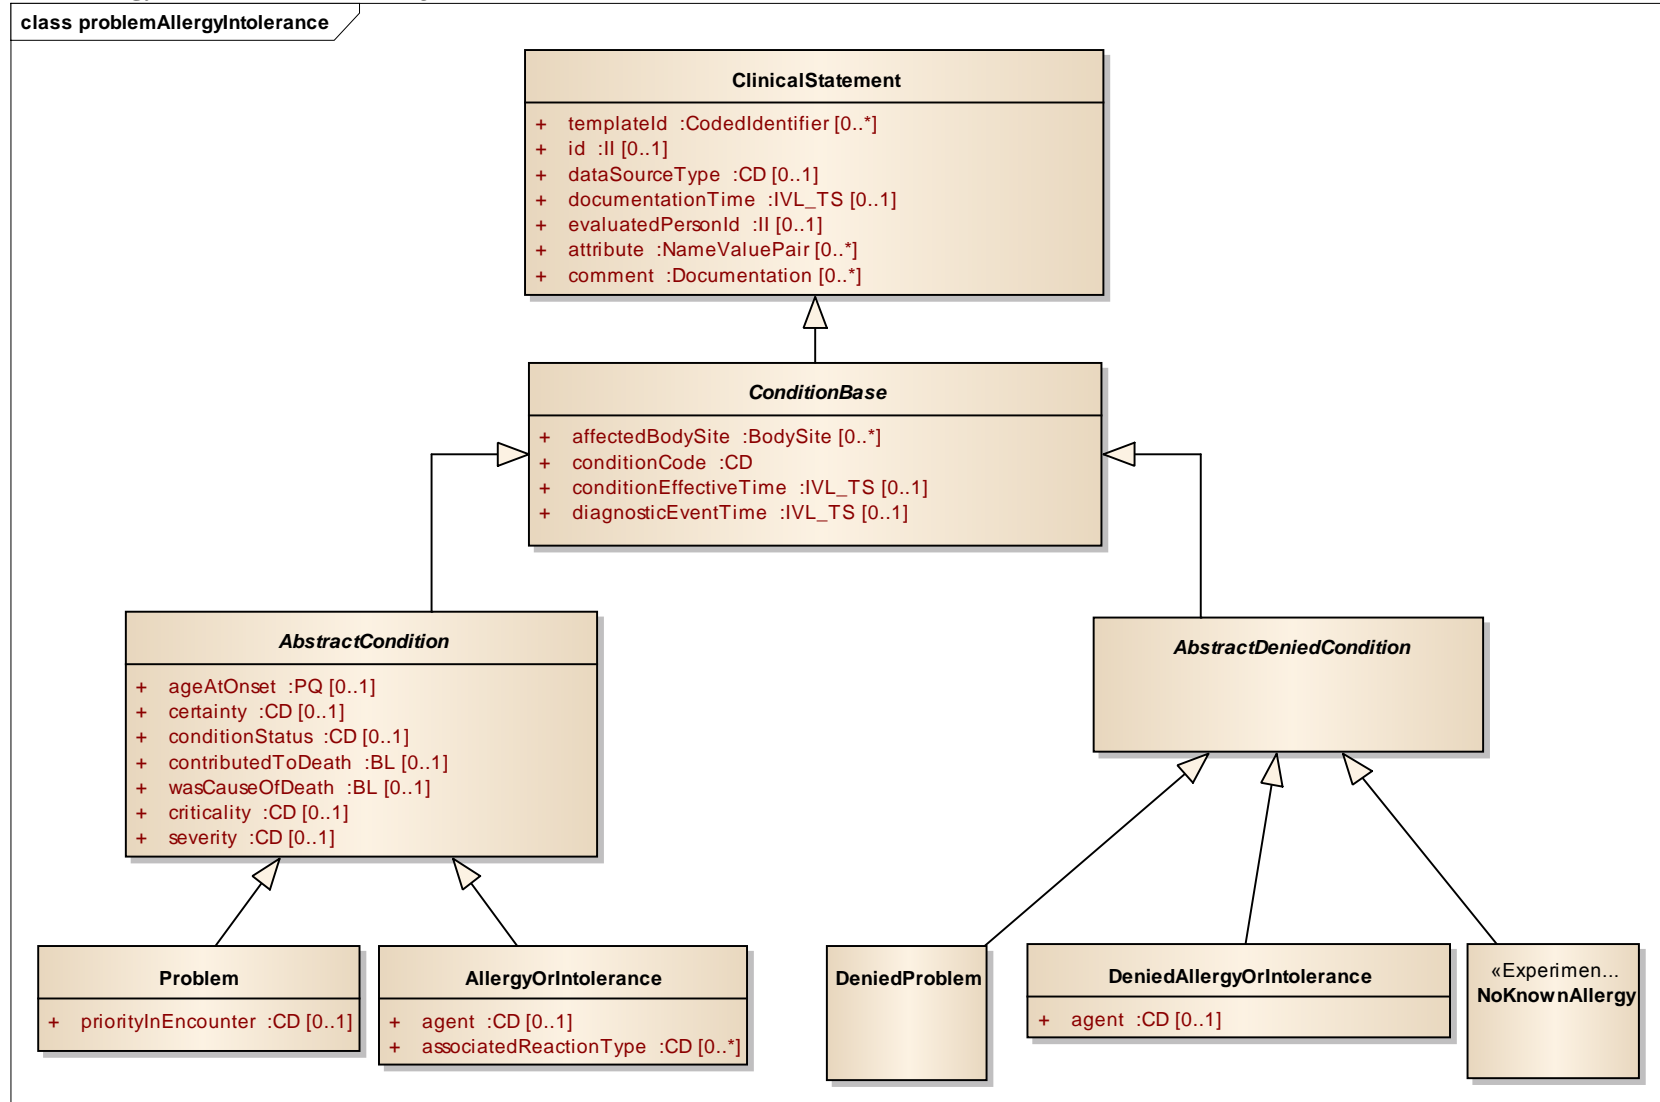 class problemAllergyIntolerance
ClinicalStatement
+ templateId :CodedIdentifier [0..*]
+ id :II [0..1]
+ dataSourceType :CD [0..1]
+ documentationTime :IVL_TS [0..1]
+ evaluatedPersonId :II [0..1]
+ attribute :NameValuePair [0..*]
+ comment :Documentation [0..*]
ConditionBase
+ affectedBodySite :BodySite [0..*]
+ conditionCode :CD
+ conditionEffectiveTime :IVL_TS [0..1]
+ diagnosticEventTime :IVL_TS [0..1]
AbstractCondition
+ ageAtOnset :PQ [0..1]
+ certainty :CD [0..1]
+ conditionStatus :CD [0..1]
+ contributedToDeath :BL [0..1]
+ wasCauseOfDeath :BL [0..1]
+ criticality :CD [0..1]
+ severity :CD [0..1]
AbstractDeniedCondition
Problem
+ priorityInEncounter :CD [0..1]
AllergyOrIntolerance
+ agent :CD [0..1]
+ associatedReactionType :CD [0..*]
DeniedProblem
DeniedAllergyOrIntolerance
+ agent :CD [0..1]
«Experimen...
NoKnownAllergy